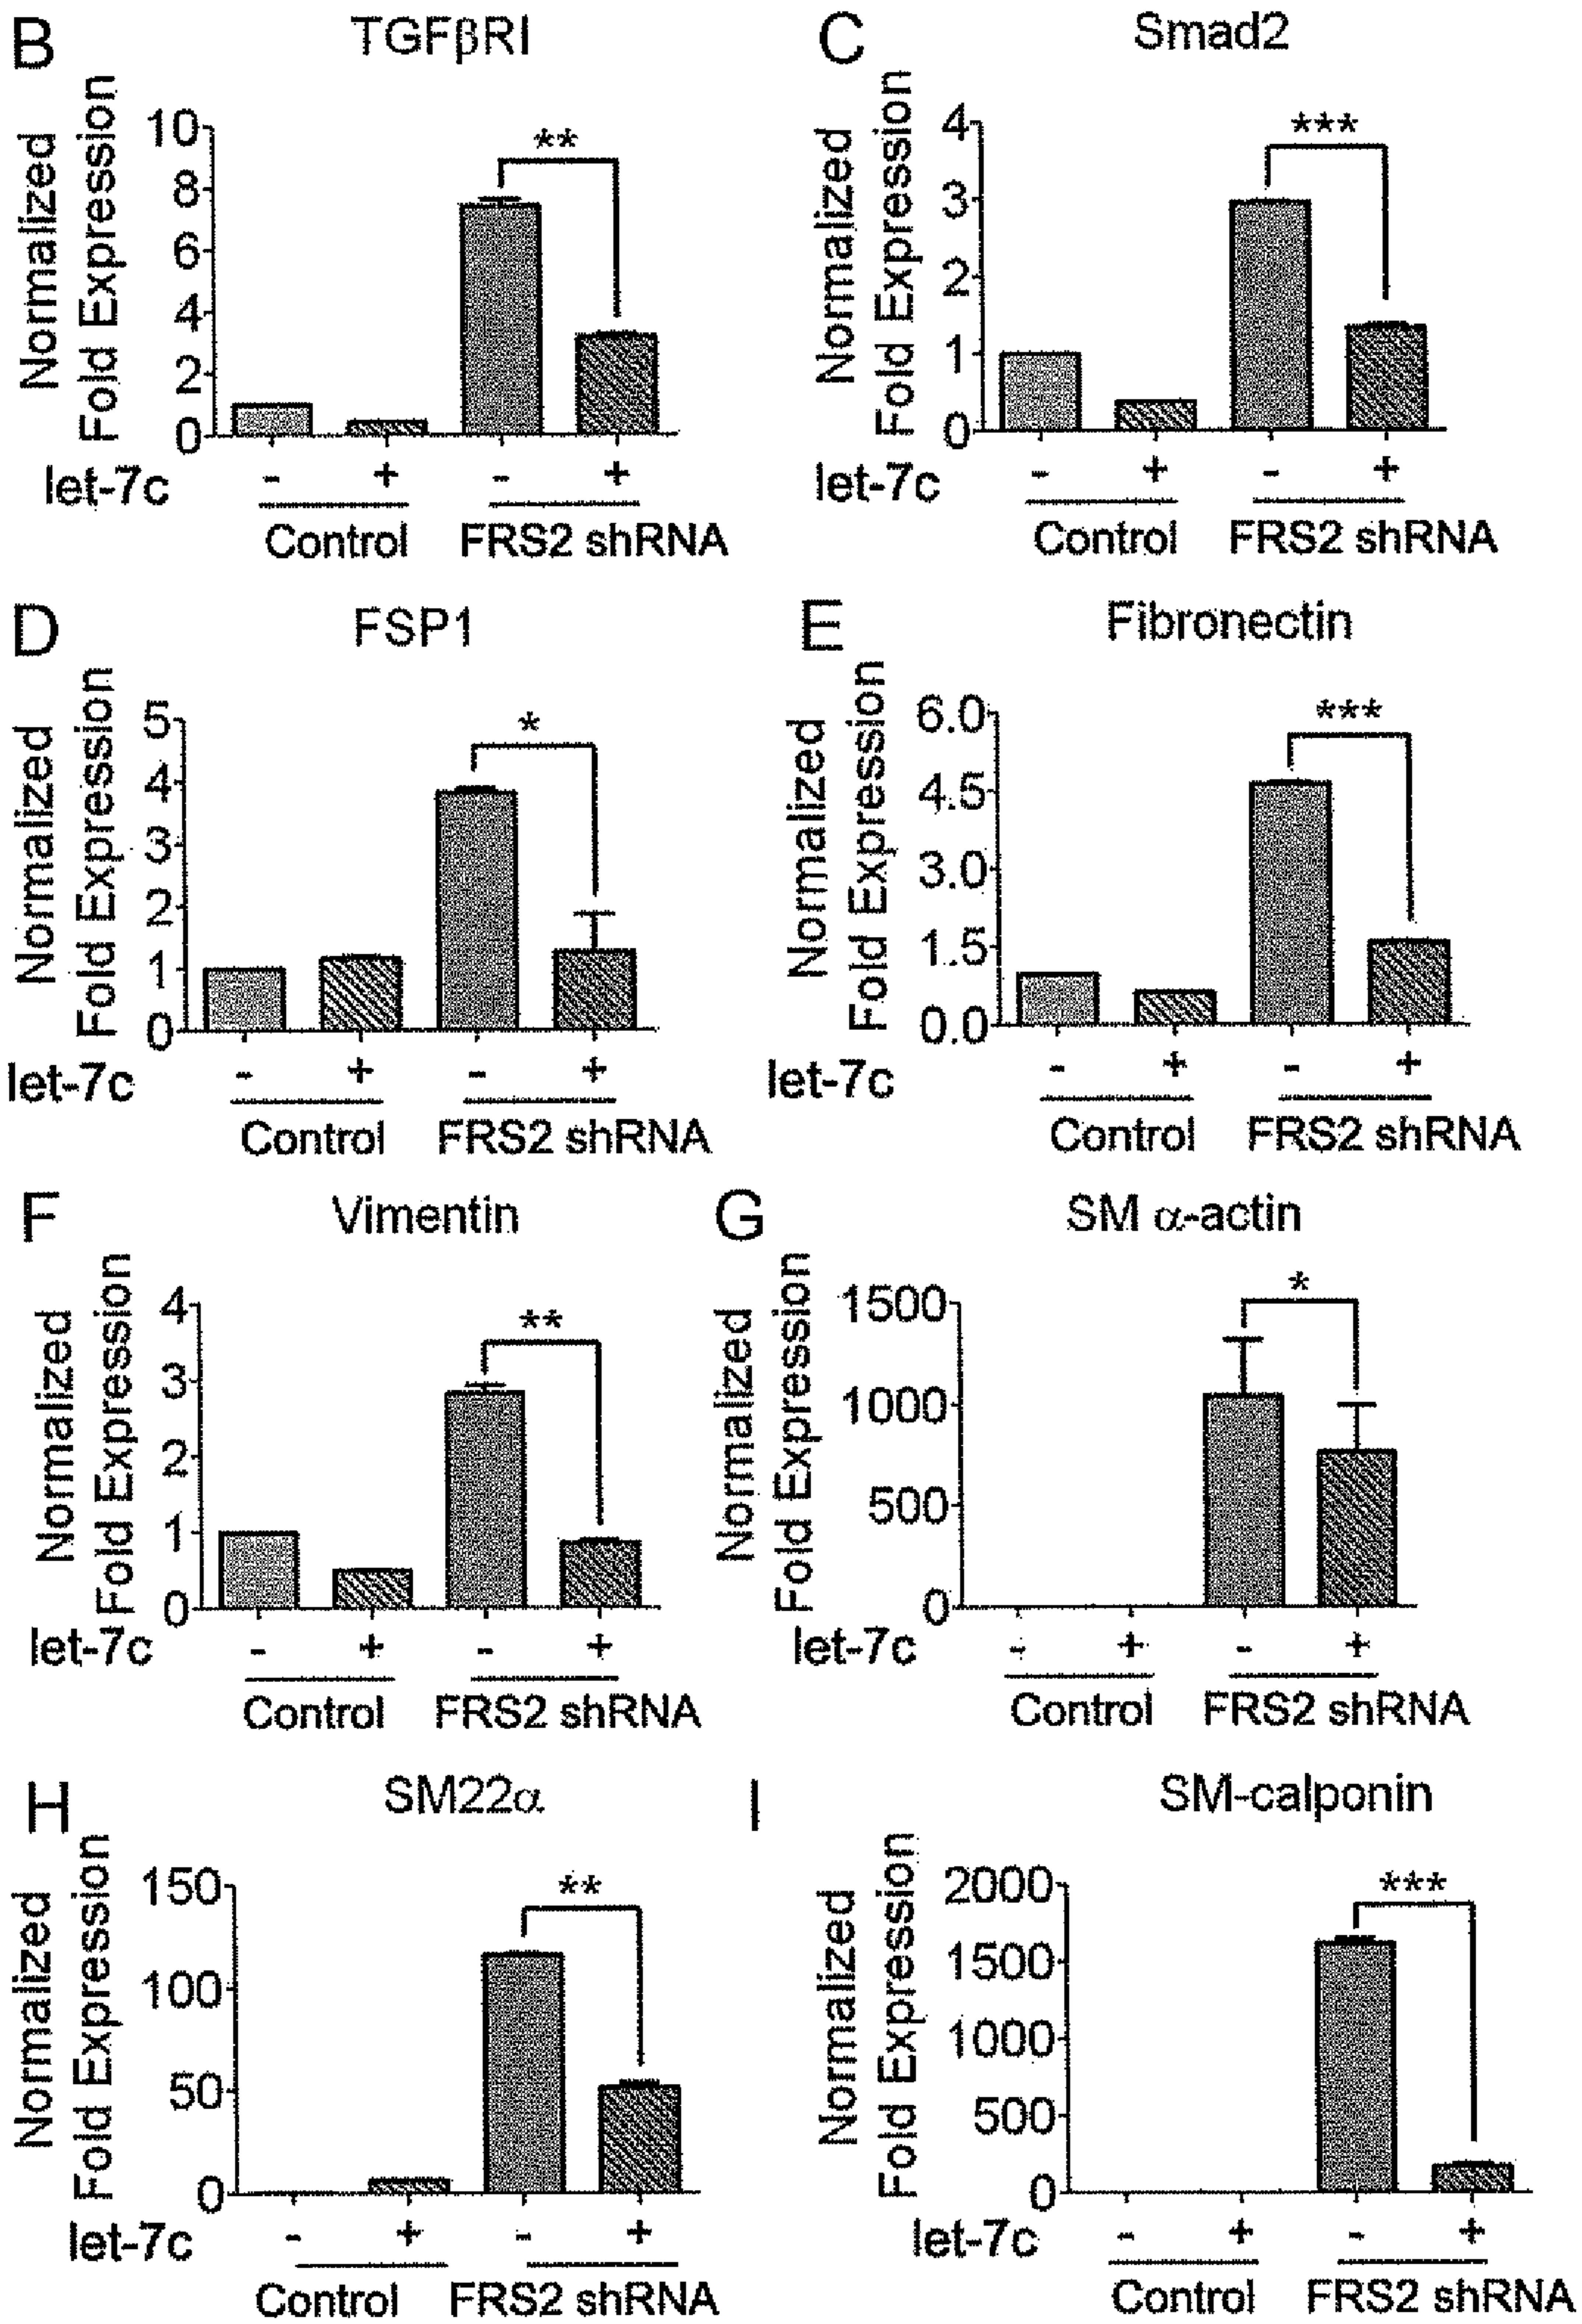 B TGFβRI
Normalized
Fold Expression
10
8
6
4
2
0
**
let-7c - + - +
Control FRS2 shRNA
C Smad2
Normalized
Fold Expression
4
3
2
1
0
***
let-7c - + - +
Control FRS2 shRNA
D FSP1
Normalized
Fold Expression
5
4
3
2
1
0
*
let-7c - + - +
Control FRS2 shRNA
E Fibronectin
Normalized
Fold Expression
6.0
4.5
3.0
1.5
0.0
***
let-7c - + - +
Control FRS2 shRNA
F Vimentin
Normalized
Fold Expression
4
3
2
1
0
**
let-7c - + - +
Control FRS2 shRNA
G SM α-actin
Normalized
Fold Expression
1500
1000
500
0
*
let-7c - + - +
Control FRS2 shRNA
H SM22α
Normalized
Fold Expression
150
100
50
0
**
let-7c - + - +
Control FRS2 shRNA
I SM-calponin
Normalized
Fold Expression
2000
1500
1000
500
0
***
let-7c - + - +
Control FRS2 shRNA